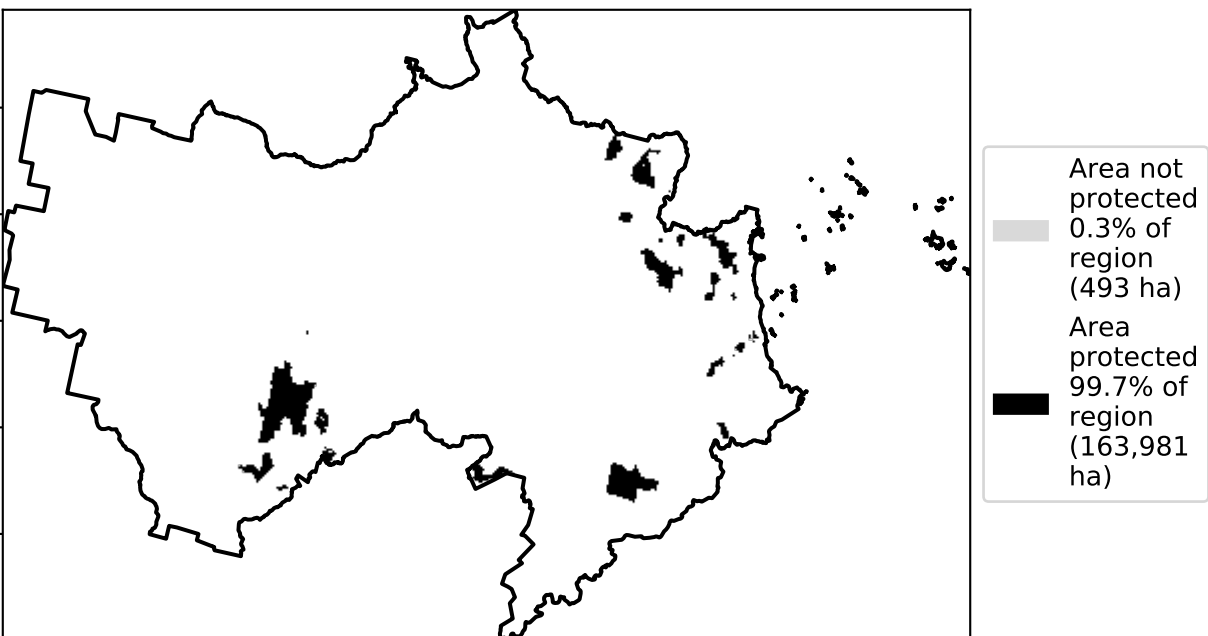 Area not
protected
0.3% of
region
(493 ha)
Area
protected
99.7% of
region
(163,981
ha)